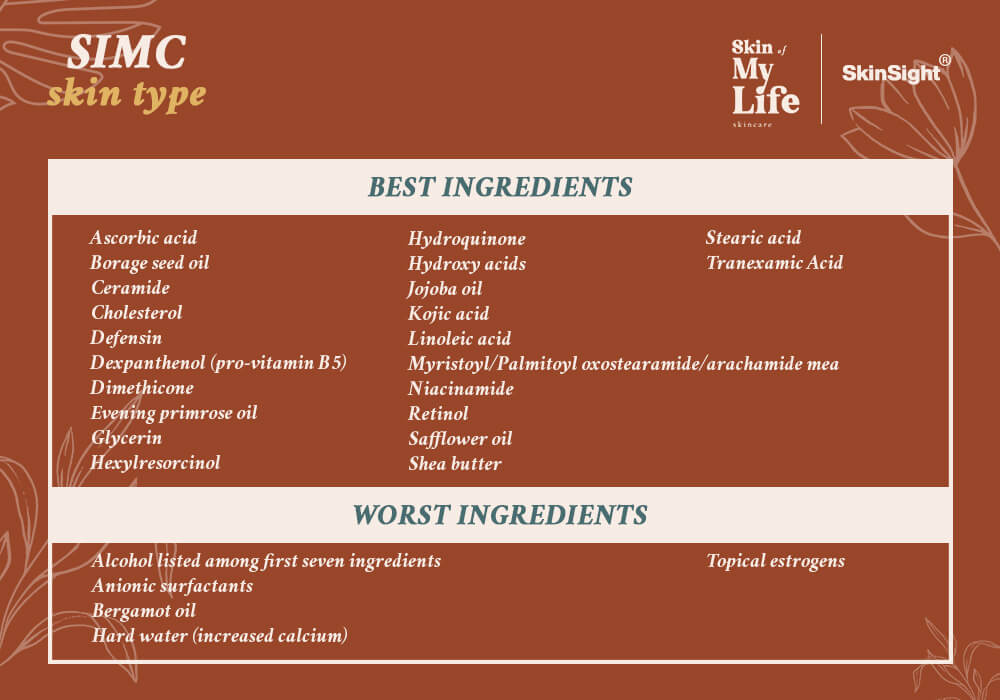 SIMC
skin type
Skin of
My
Life
skincare
SkinSight®
BEST INGREDIENTS
Ascorbic acid
Borage seed oil
Ceramide
Cholesterol
Defensin
Dexpanthenol (pro-vitamin B5)
Dimethicone
Evening primrose oil
Glycerin
Hexylresorcinol
Hydroquinone
Hydroxy acids
Jojoba oil
Kojic acid
Linoleic acid
Myristoyl/Palmitoyl oxostearamide/arachamide mea
Niacinamide
Retinol
Safflower oil
Shea butter
Stearic acid
Tranexamic Acid
WORST INGREDIENTS
Alcohol listed among first seven ingredients
Anionic surfactants
Bergamot oil
Hard water (increased calcium)
Topical estrogens